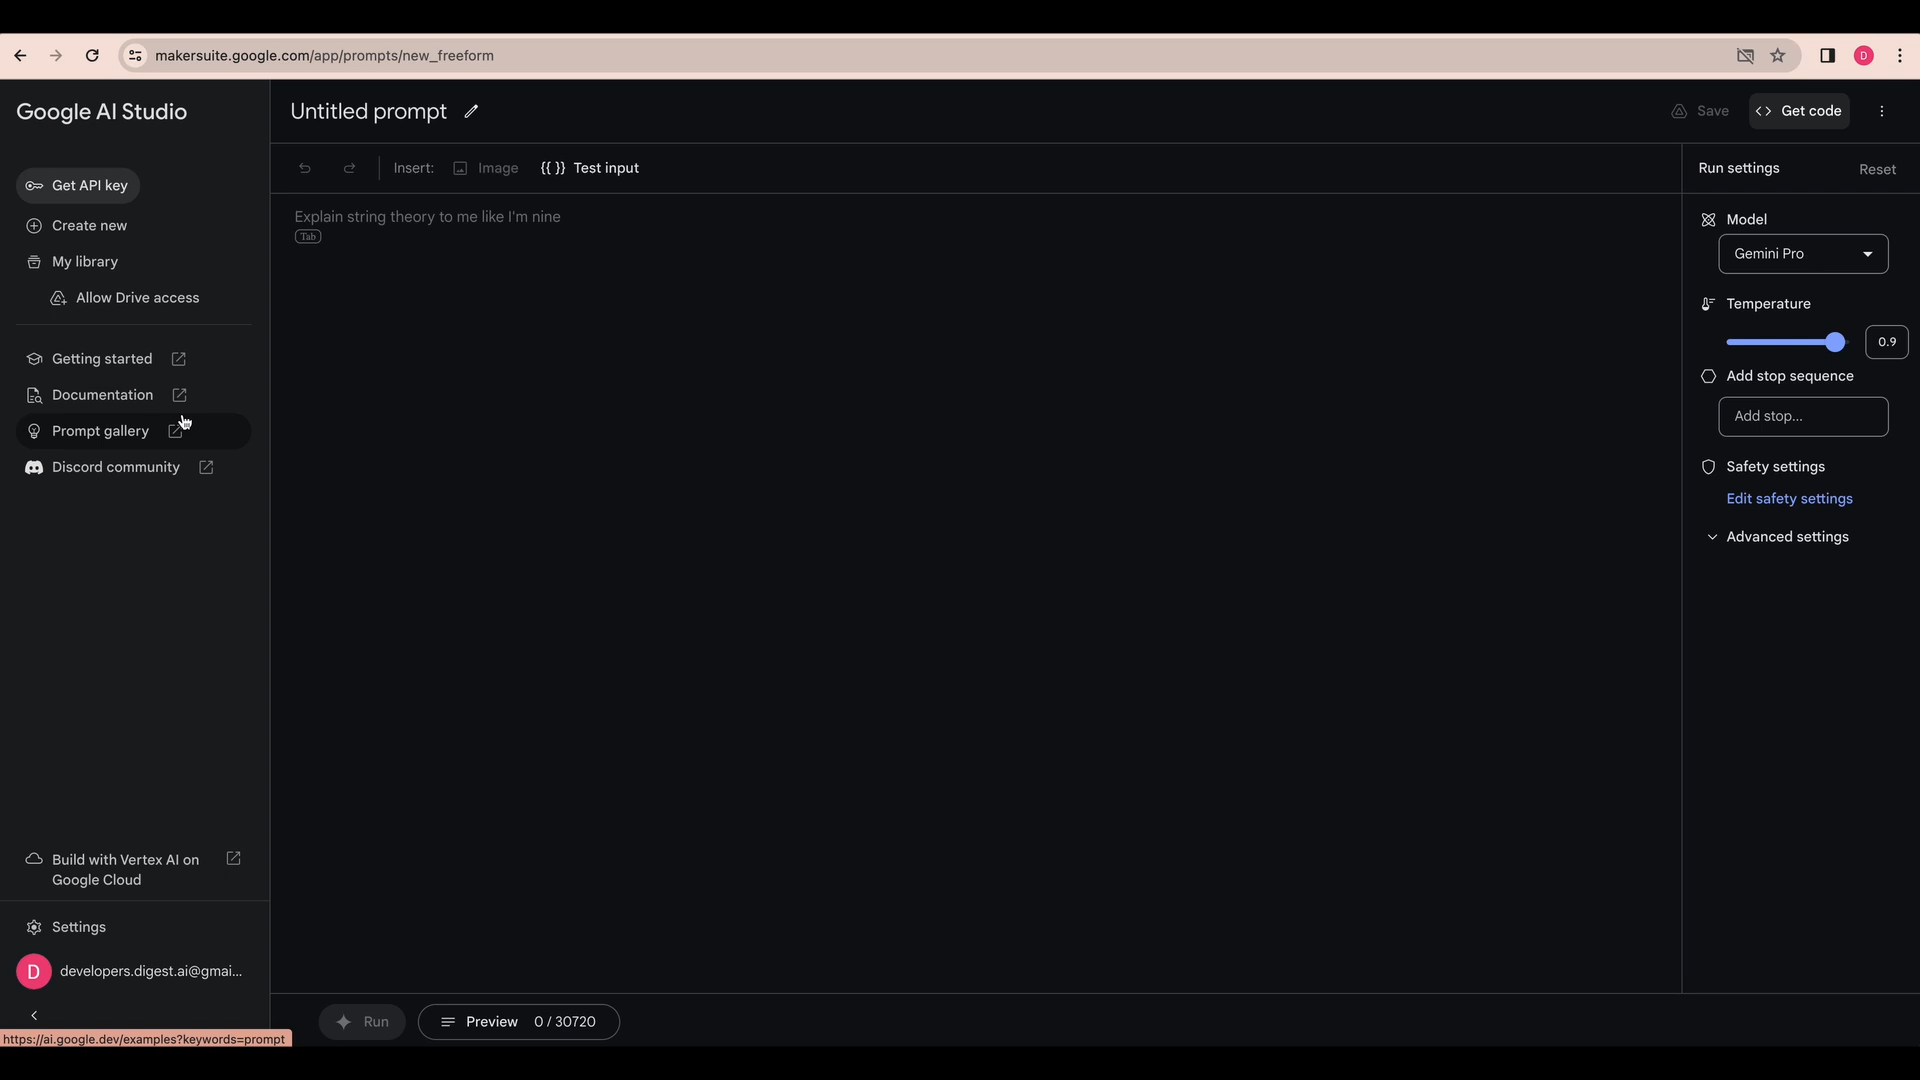 makersuite.google.com/app/prompts/new_freeform
D
Google AI Studio
Untitled prompt
Save
<> Get code
Get API key
Create new
My library
Allow Drive access
Getting started
Documentation
Prompt gallery
Discord community
Insert:
Image
{{ }} Test input
Explain string theory to me like I'm nine
Tab
Run settings
Reset
Model
Gemini Pro
Temperature
0.9
Add stop sequence
Add stop...
Safety settings
Edit safety settings
Advanced settings
Build with Vertex AI on
Google Cloud
Settings
D
developers.digest.ai@gmai...
Run
Preview 0 / 30720
https://ai.google.dev/examples?keywords=prompt